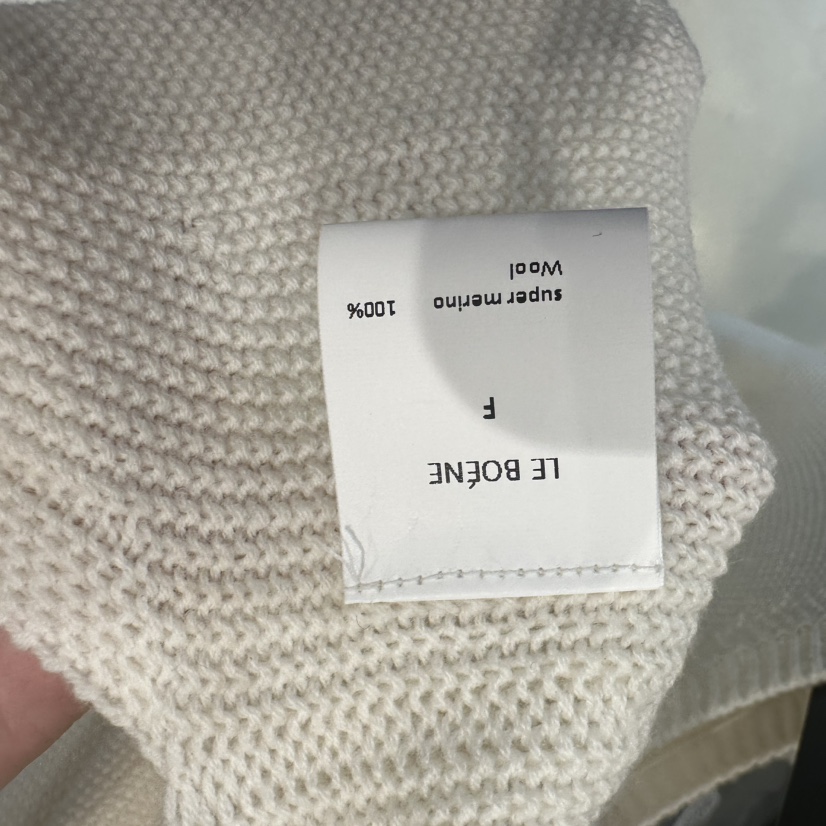 LE BOÉNE
F
super merino 100%
Wool